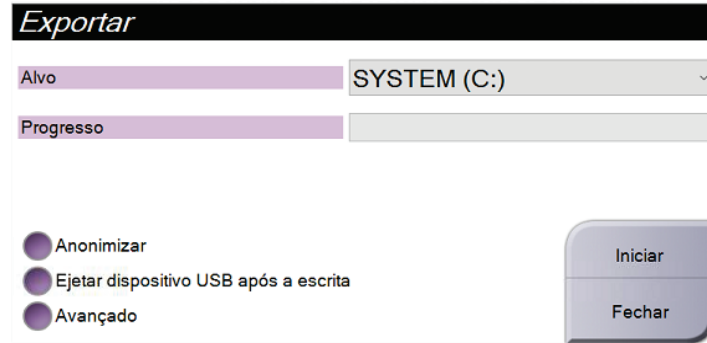 Exportar
Alvo
SYSTEM (C:)
Progresso
Anonimizar
Ejetar dispositivo USB após a escrita
Avançado
Iniciar
Fechar